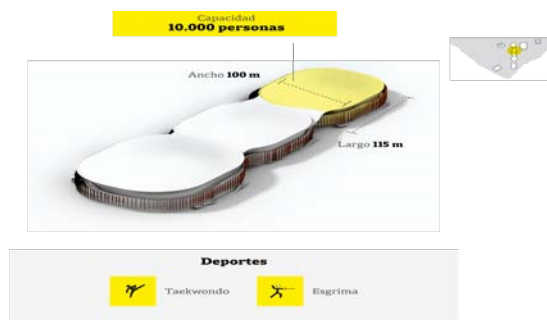 Capacidad
10.000 personas
Ancho 100 m
Largo 115 m
Deportes
Taekwondo
Esgrima